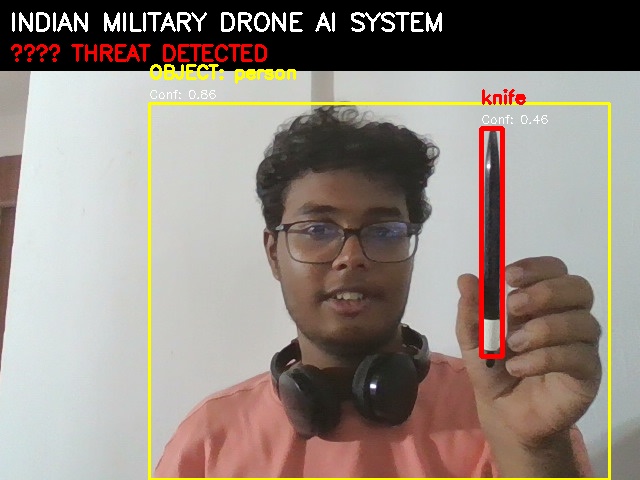 INDIAN MILITARY DRONE AI SYSTEM
???? THREAT DETECTED
OBJECT: person
Conf: 0.86
knife
Conf: 0.46